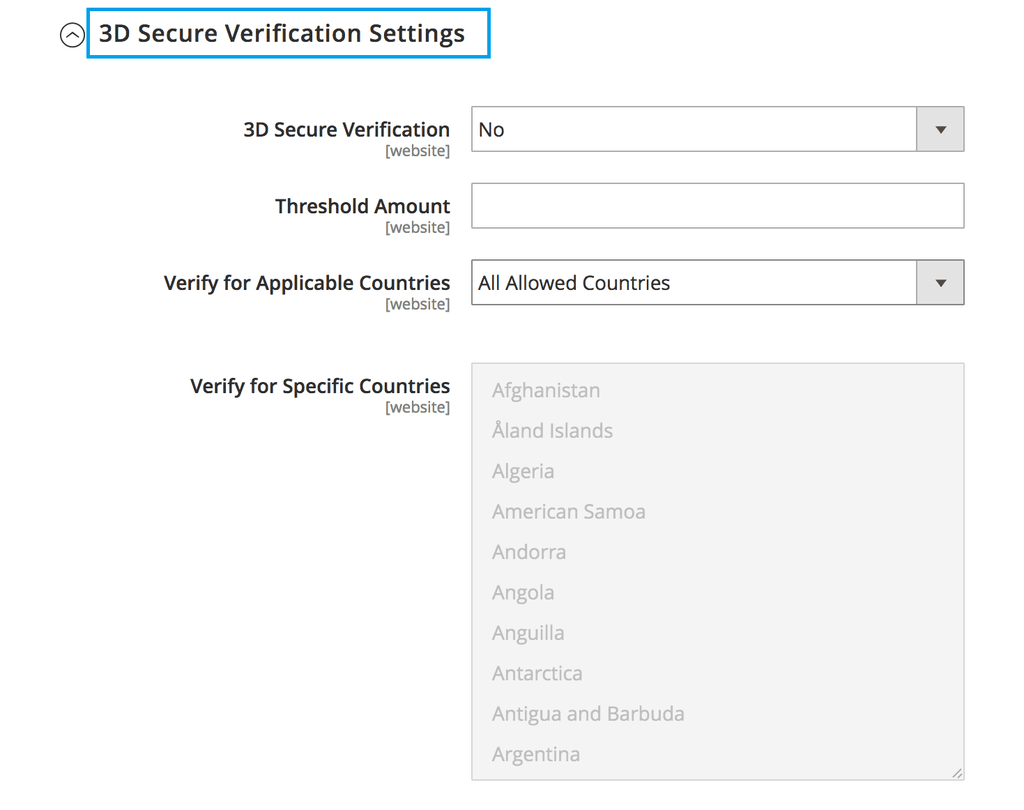 3D Secure Verification Settings
3D Secure Verification
[website]
No
Threshold Amount
[website]
Verify for Applicable Countries
[website]
All Allowed Countries
Verify for Specific Countries
[website]
Afghanistan
Åland Islands
Algeria
American Samoa
Andorra
Angola
Anguilla
Antarctica
Antigua and Barbuda
Argentina